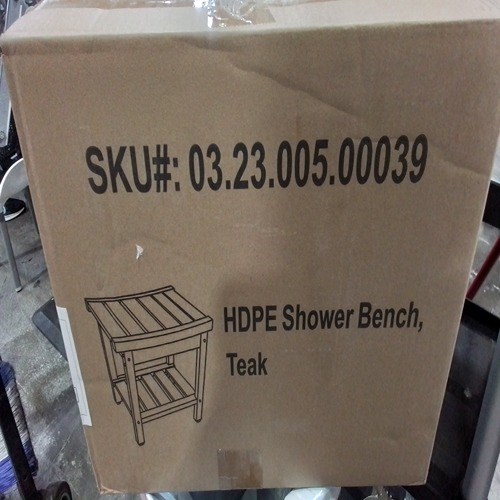 SKU#: 03.23.005.00039
HDPE Shower Bench,
Teak